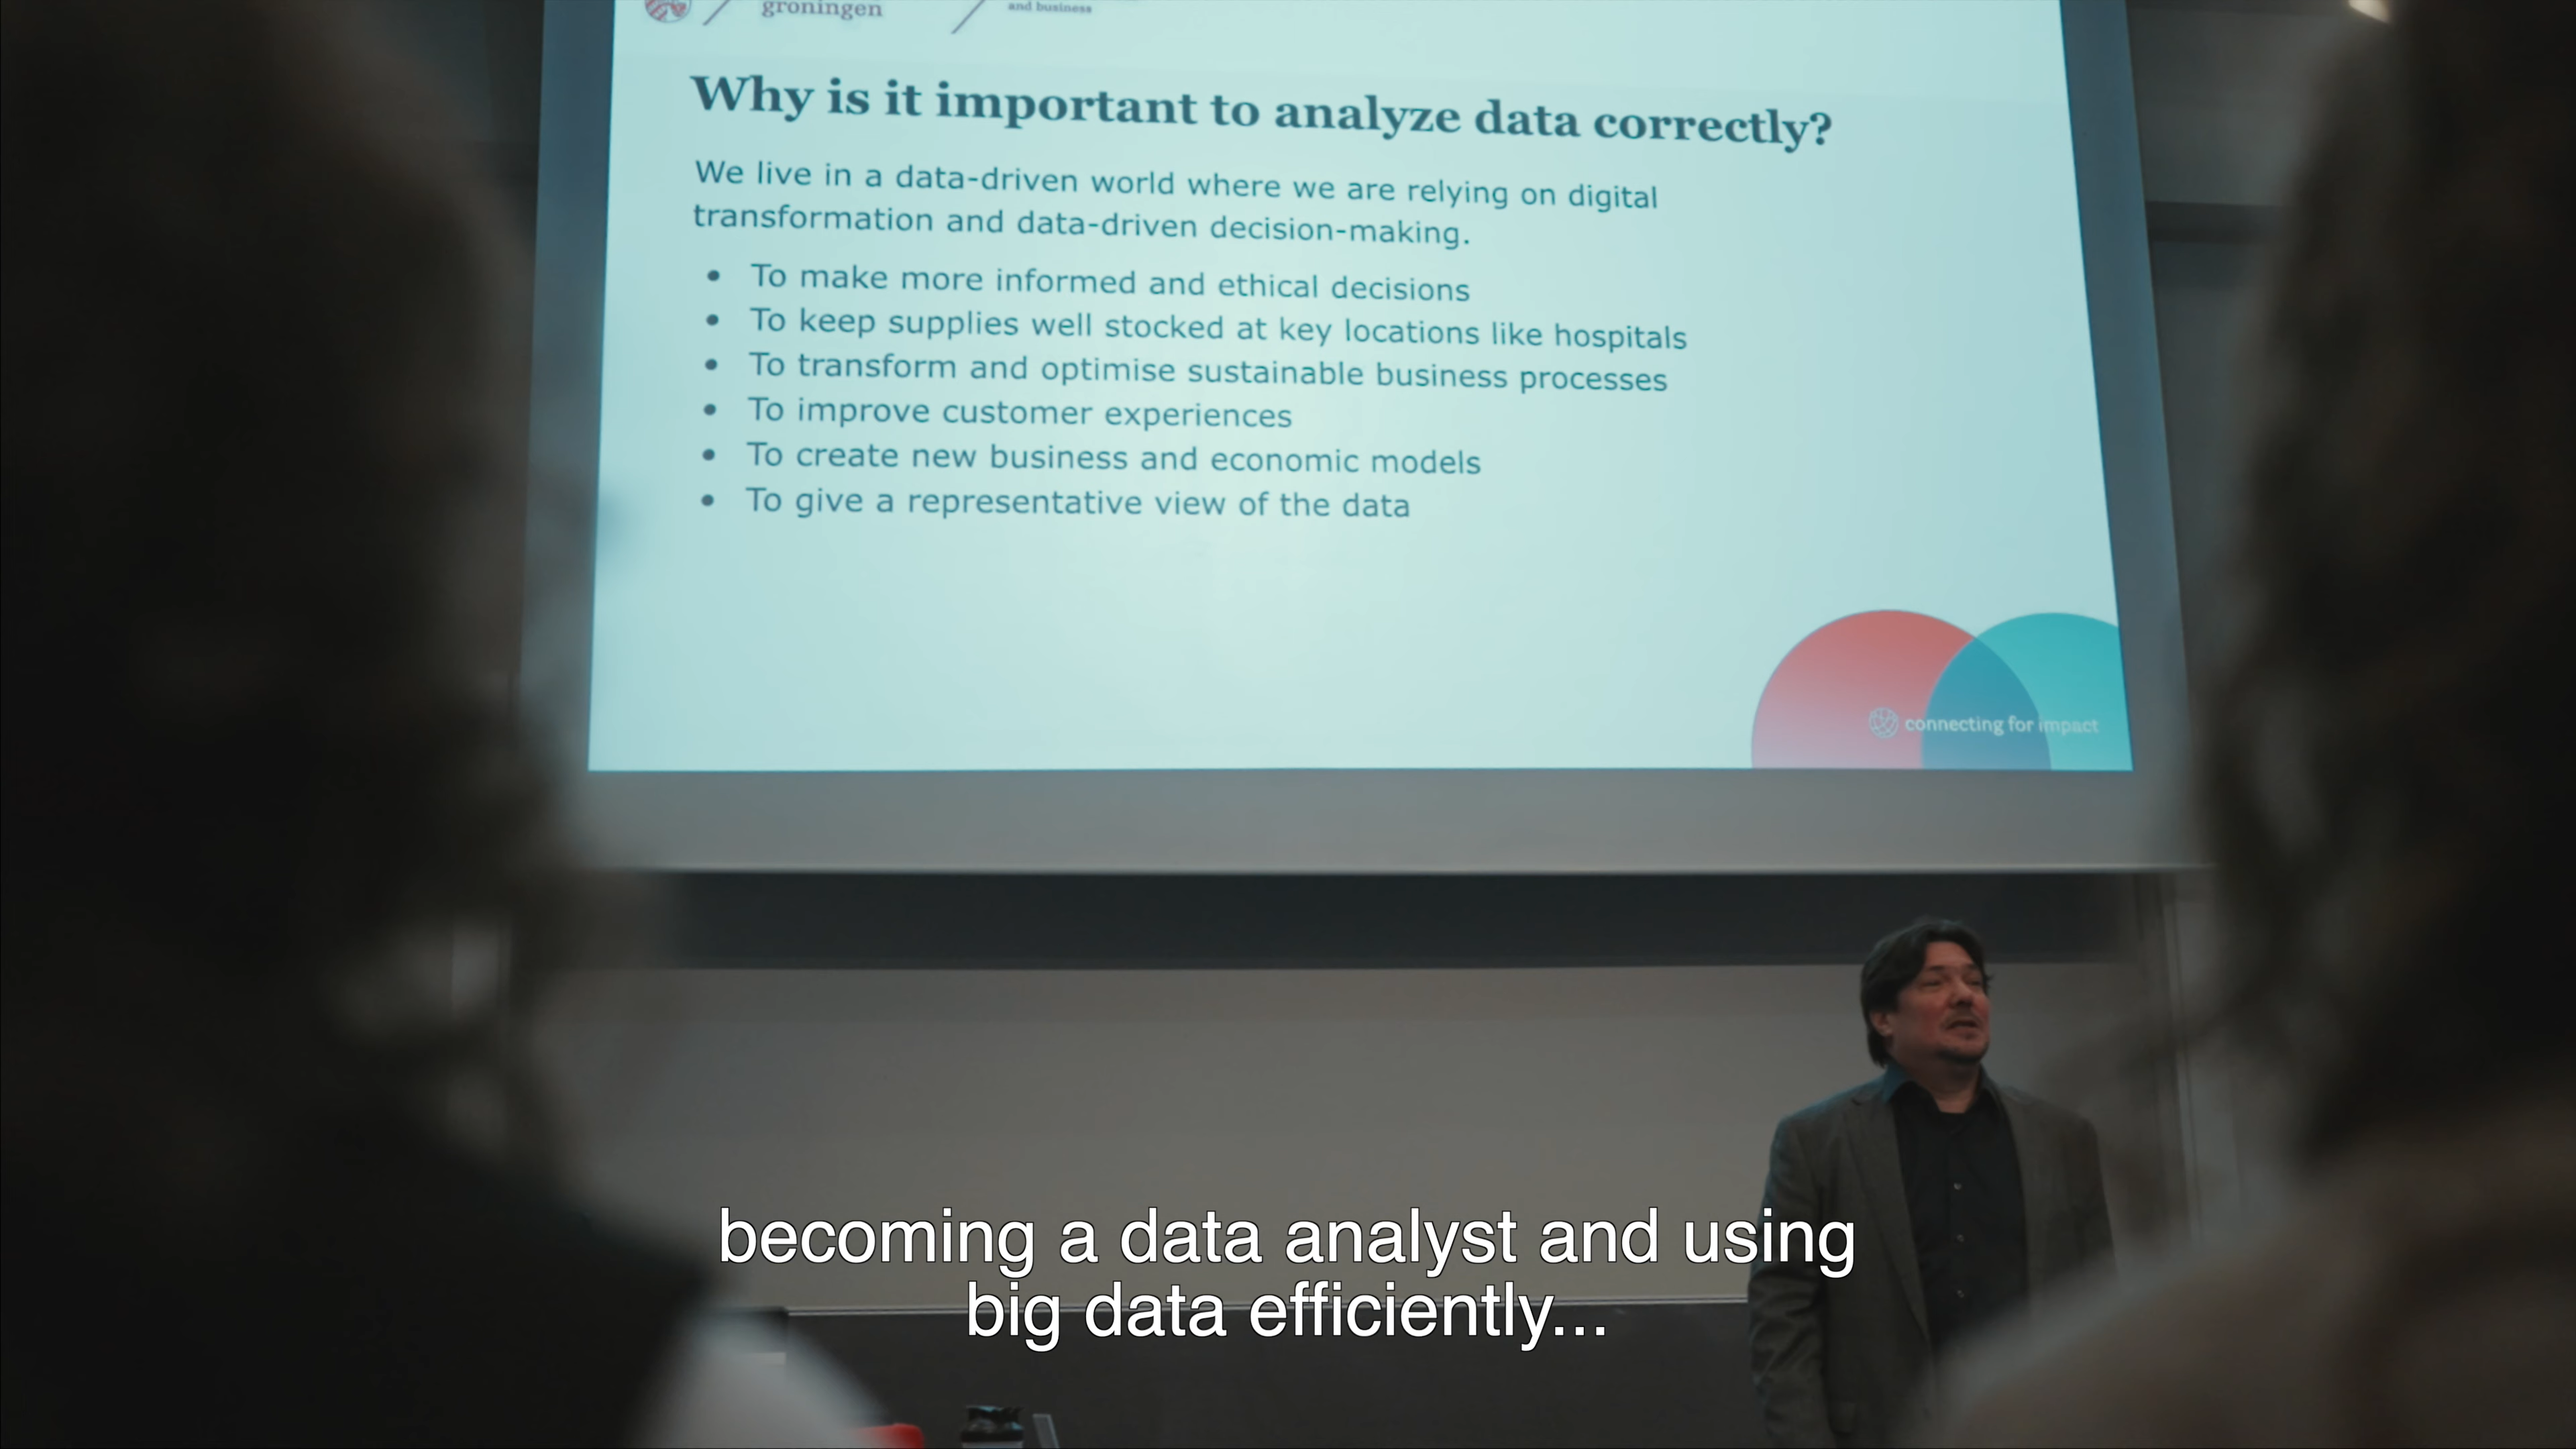 groningen
and business
Why is it important to analyze data correctly?
We live in a data-driven world where we are relying on digital
transformation and data-driven decision-making.
• To make more informed and ethical decisions
• To keep supplies well stocked at key locations like hospitals
• To transform and optimise sustainable business processes
• To improve customer experiences
• To create new business and economic models
• To give a representative view of the data
connecting for impact
becoming a data analyst and using
big data efficiently...